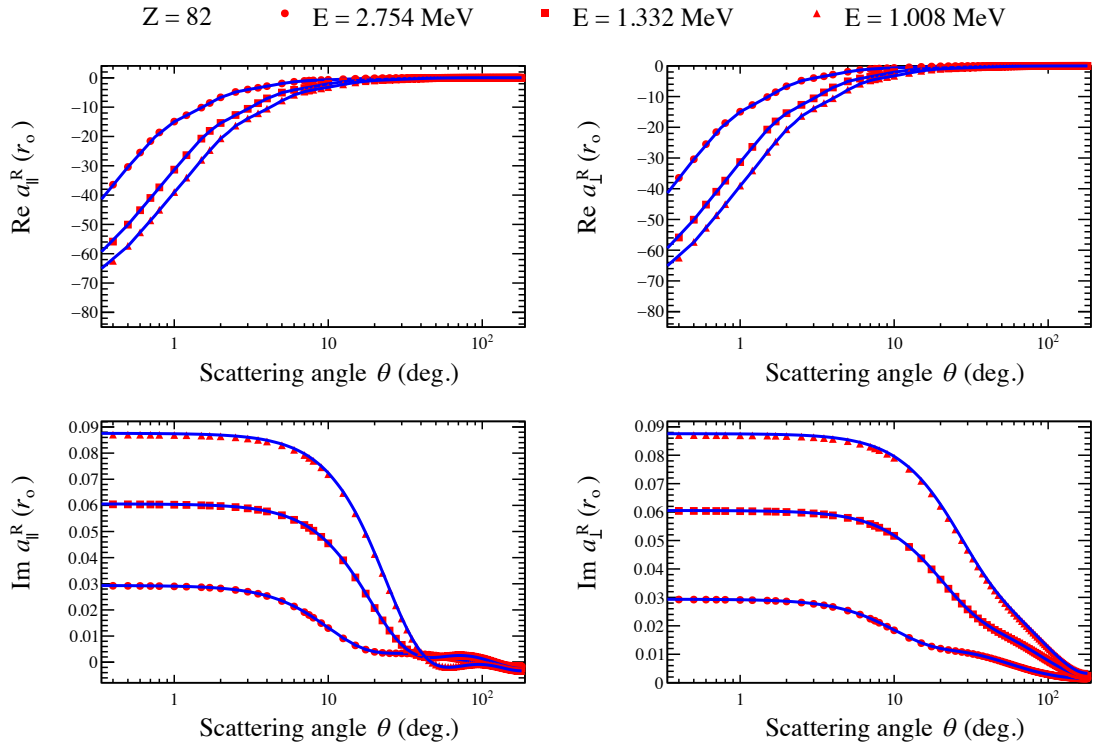 Z = 82 E = 2.754 MeV E = 1.332 MeV E = 1.008 MeV
Re a∥ᴿ (rₒ)
0
−10
−20
−30
−40
−50
−60
−70
−80
1 10 10²
Scattering angle θ (deg.)
Re a⊥ᴿ (rₒ)
0
−10
−20
−30
−40
−50
−60
−70
−80
1 10 10²
Scattering angle θ (deg.)
Im a∥ᴿ (rₒ)
0.09
0.08
0.07
0.06
0.05
0.04
0.03
0.02
0.01
0
1 10 10²
Scattering angle θ (deg.)
Im a⊥ᴿ (rₒ)
0.09
0.08
0.07
0.06
0.05
0.04
0.03
0.02
0.01
0
1 10 10²
Scattering angle θ (deg.)